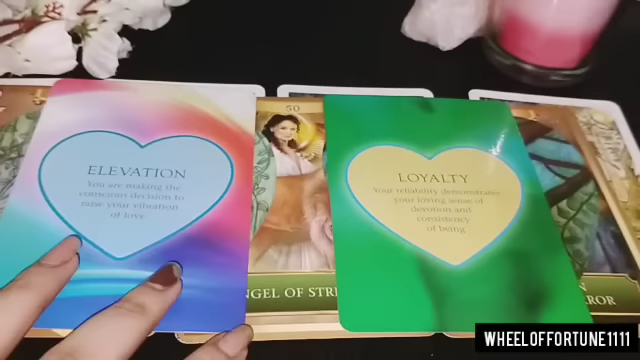 ELEVATION
You are making the
conscious decision to
raise your vibration
of love
50
LOYALTY
Your reliability demonstrates
your loving sense of
devotion and
consistency
of being
NGEL OF STR
ROR
WHEELOFFORTUNE1111